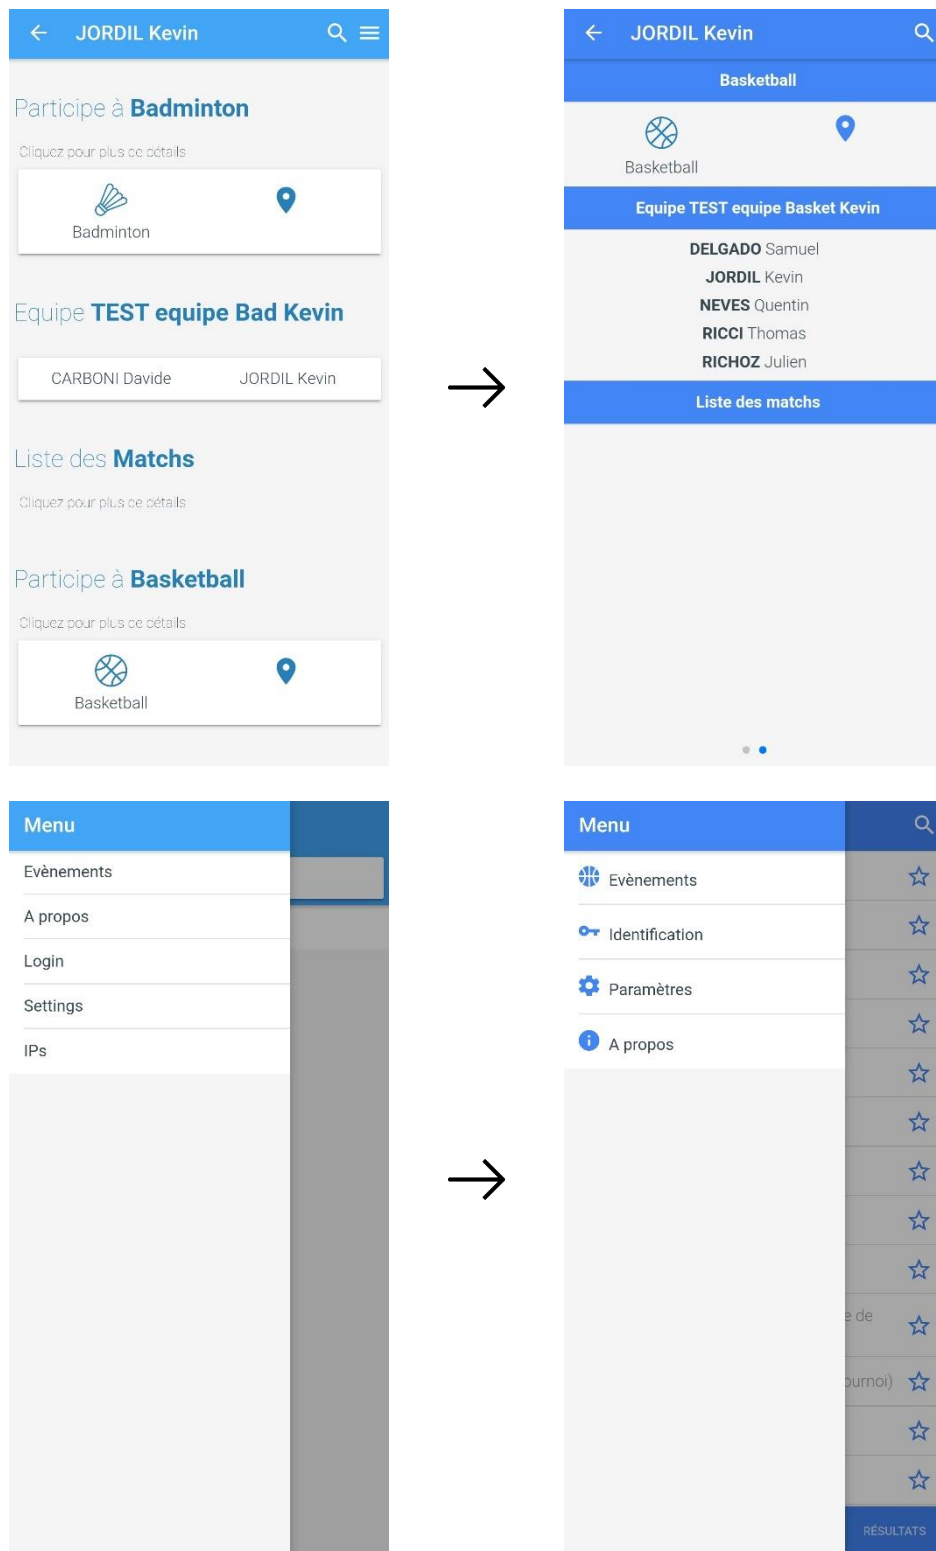 JORDIL Kevin
Participe à Badminton
Cliquez pour plus de détails
Badminton
Equipe TEST equipe Bad Kevin
CARBONI Davide JORDIL Kevin
Liste des Matchs
Cliquez pour plus de détails
Participe à Basketball
Cliquez pour plus de détails
Basketball
JORDIL Kevin
Basketball
Basketball
Equipe TEST equipe Basket Kevin
DELGADO Samuel
JORDIL Kevin
NEVES Quentin
RICCI Thomas
RICHOZ Julien
Liste des matchs
Menu
Evènements
A propos
Login
Settings
IPs
Menu
Evènements
Identification
Paramètres
A propos
e de
ournoi)
RÉSULTATS